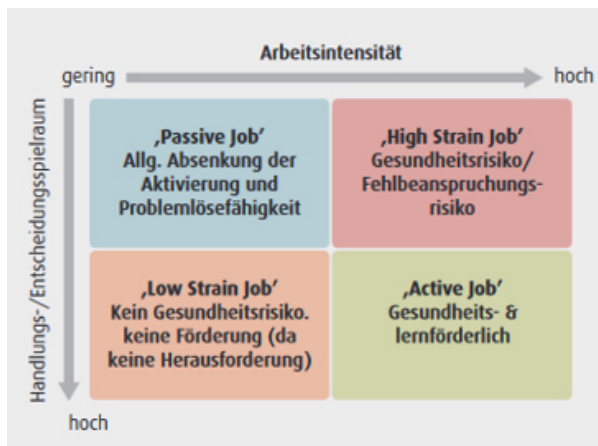 Arbeitsintensität
gering
hoch
Handlungs-/Entscheidungsspielraum
‚Passive Job’
Allg. Absenkung der
Aktivierung und
Problemlösefähigkeit
‚High Strain Job’
Gesundheitsrisiko/
Fehlbeanspruchungs-
risiko
‚Low Strain Job’
Kein Gesundheitsrisiko.
keine Förderung (da
keine Herausforderung)
‚Active Job’
Gesundheits- &
lernförderlich
hoch